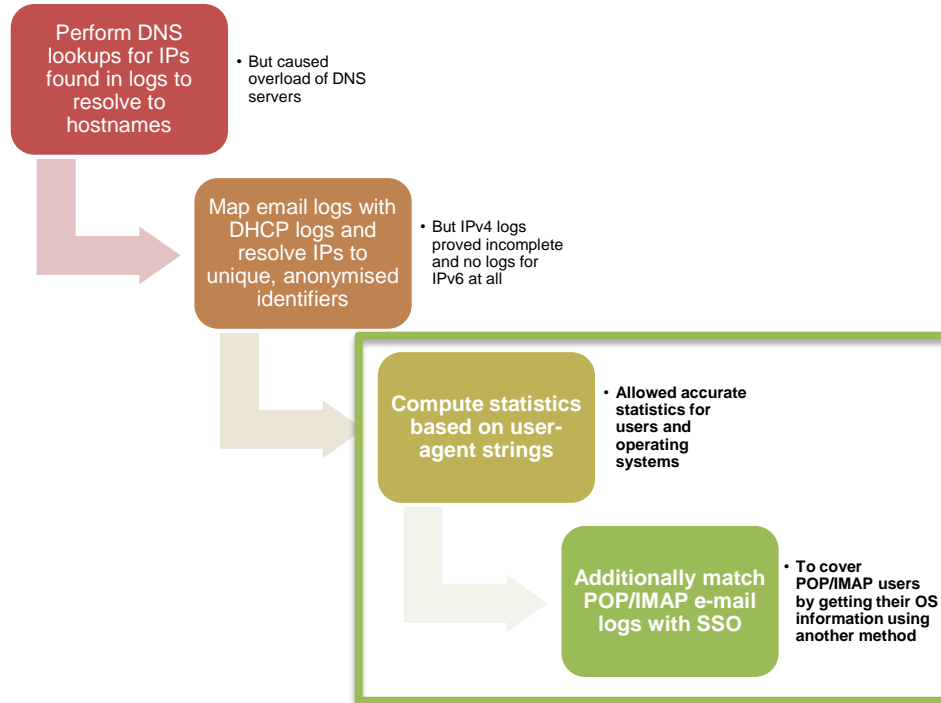 Perform DNS
lookups for IPs
found in logs to
resolve to
hostnames
• But caused
overload of DNS
servers
Map email logs with
DHCP logs and
resolve IPs to
unique, anonymised
identifiers
• But IPv4 logs
proved incomplete
and no logs for
IPv6 at all
Compute statistics
based on user-
agent strings
• Allowed accurate
statistics for
users and
operating
systems
Additionally match
POP/IMAP e-mail
logs with SSO
• To cover
POP/IMAP users
by getting their OS
information using
another method